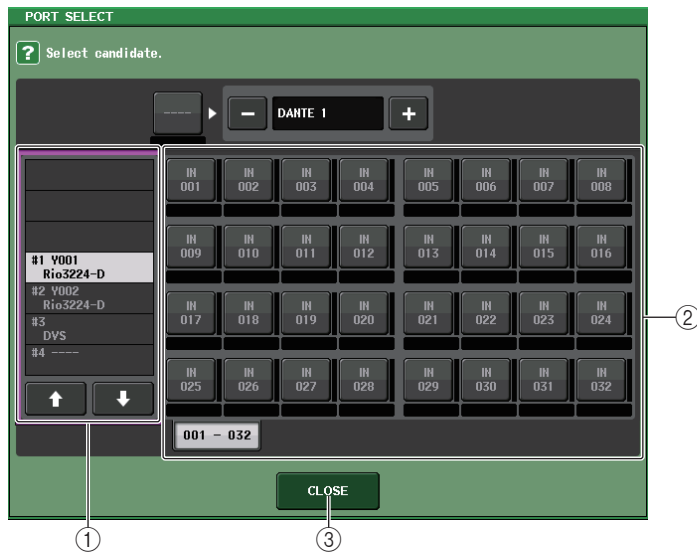 PORT SELECT
? Select candidate.
---- − DANTE 1 +
#1 Y001
Rio3224-D
#2 Y002
Rio3224-D
#3
DVS
#4 ----
IN 001 IN 002 IN 003 IN 004 IN 005 IN 006 IN 007 IN 008
IN 009 IN 010 IN 011 IN 012 IN 013 IN 014 IN 015 IN 016
IN 017 IN 018 IN 019 IN 020 IN 021 IN 022 IN 023 IN 024
IN 025 IN 026 IN 027 IN 028 IN 029 IN 030 IN 031 IN 032
001 - 032
CLOSE
①
②
③